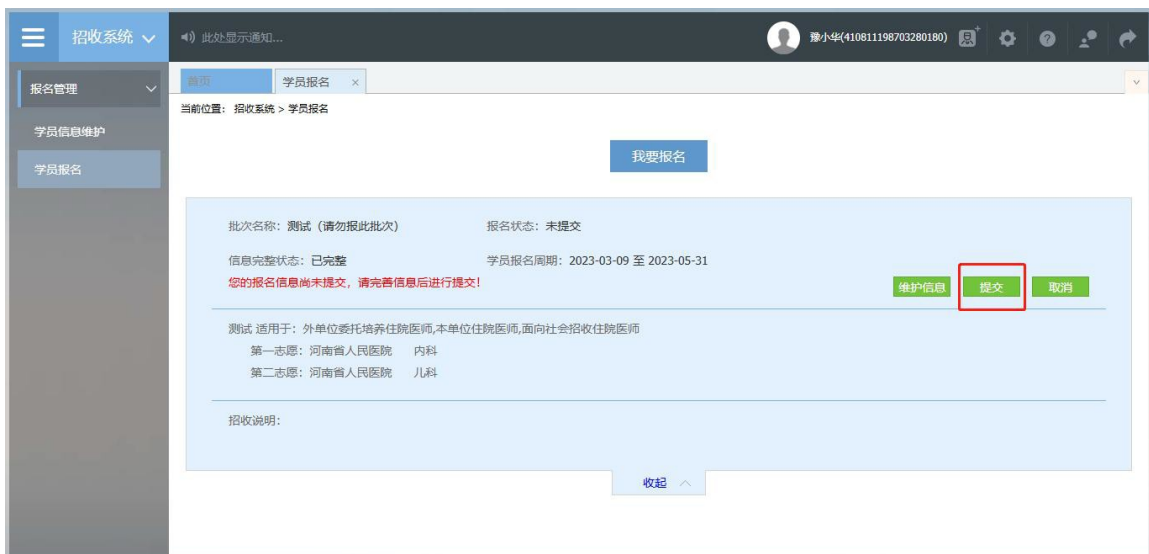 招收系统
此处显示通知...
豫小华(410811198703280180)
报名管理
学员信息维护
学员报名
首页
学员报名 ×
当前位置: 招收系统 > 学员报名
我要报名
批次名称: 测试 (请勿报此批次)
报名状态: 未提交
信息完整状态: 已完整
学员报名周期: 2023-03-09 至 2023-05-31
您的报名信息尚未提交, 请完善信息后进行提交!
维护信息 提交 取消
测试 适用于: 外单位委托培养住院医师,本单位住院医师,面向社会招收住院医师
第一志愿: 河南省人民医院 内科
第二志愿: 河南省人民医院 儿科
招收说明:
收起